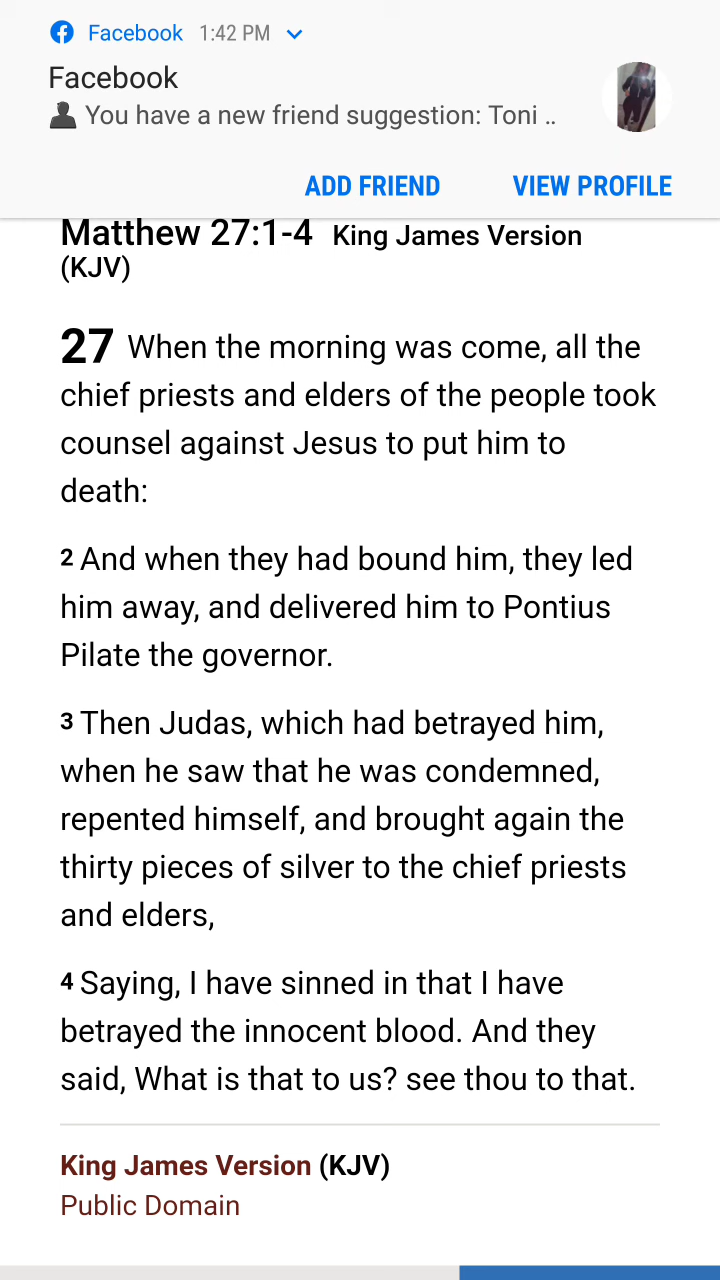 Facebook 1:42 PM
Facebook
You have a new friend suggestion: Toni ..
ADD FRIEND VIEW PROFILE
Matthew 27:1-4 King James Version
(KJV)
27 When the morning was come, all the
chief priests and elders of the people took
counsel against Jesus to put him to
death:
2 And when they had bound him, they led
him away, and delivered him to Pontius
Pilate the governor.
3 Then Judas, which had betrayed him,
when he saw that he was condemned,
repented himself, and brought again the
thirty pieces of silver to the chief priests
and elders,
4 Saying, I have sinned in that I have
betrayed the innocent blood. And they
said, What is that to us? see thou to that.
King James Version (KJV)
Public Domain